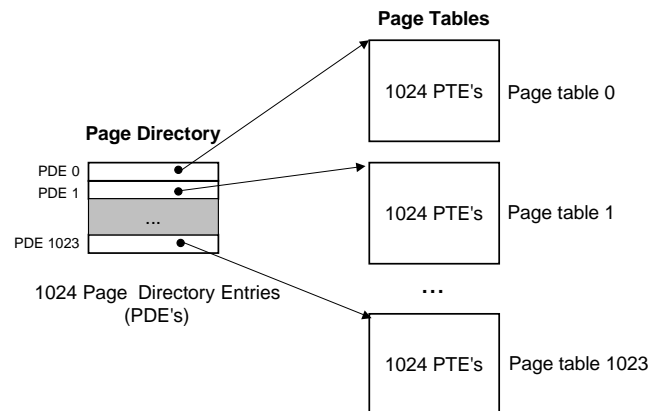 Page Tables
1024 PTE's
Page table 0
Page Directory
PDE 0
PDE 1
...
PDE 1023
1024 Page  Directory Entries
(PDE's)
1024 PTE's
Page table 1
...
1024 PTE's
Page table 1023